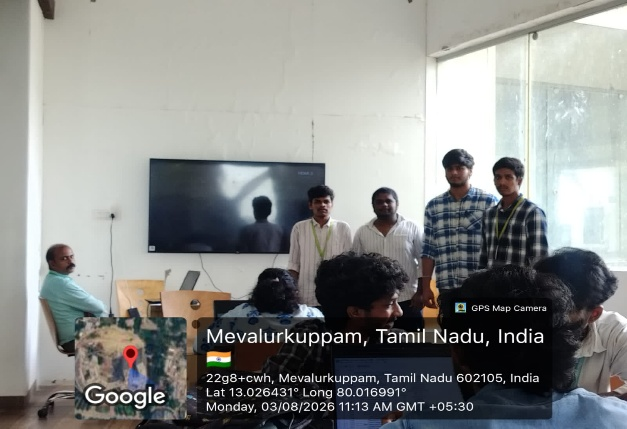 GPS Map Camera
Mevalurkuppam, Tamil Nadu, India
22g8+cwh, Mevalurkuppam, Tamil Nadu 602105, India
Lat 13.026431° Long 80.016991°
Monday, 03/08/2026 11:13 AM GMT +05:30
Google